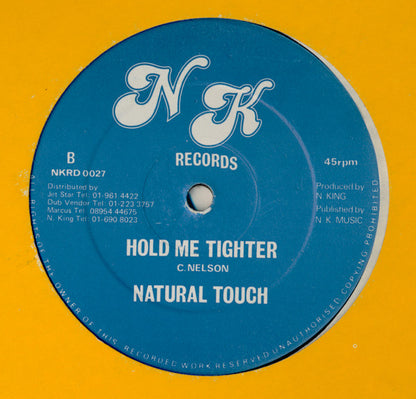 N K
RECORDS
B
NKRD 0027
45rpm
Distributed by
Jet Star Tel: 01-961 4422
Dub Vendor Tel: 01-223 3757
Marcus Tel: 08954 44675
N. King Tel: 01-690 8023
Produced by
N KING
Published by
N. K. MUSIC
HOLD ME TIGHTER
C. NELSON
NATURAL TOUCH
ALL RIGHTS OF THE OWNER OF THIS RECORDED WORK RESERVED UNAUTHORISED COPYING PROHIBITED